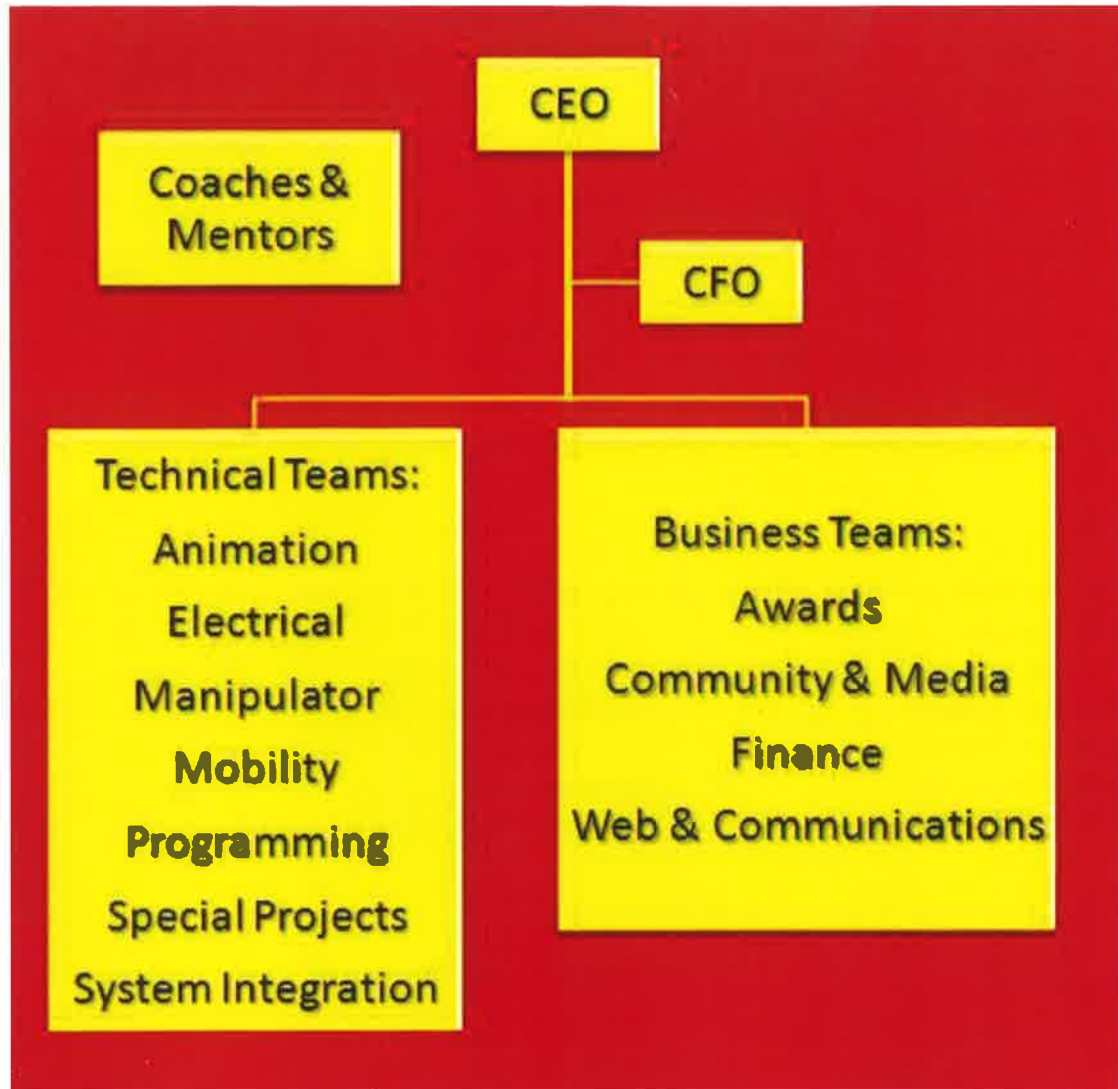 CEO
Coaches &
Mentors
CFO
Technical Teams:
Animation
Electrical
Manipulator
Mobility
Programming
Special Projects
System Integration
Business Teams:
Awards
Community & Media
Finance
Web & Communications